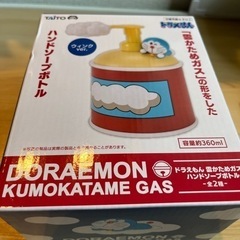 TAITO
ドラえもん
「雲かためガス」の形をした
ハンドソープボトル
ウィンクver.
容量約360ml
DORAEMON
KUMOKATAME GAS
ドラえもん 雲かためガス
ハンドソープボトル
～全2種～